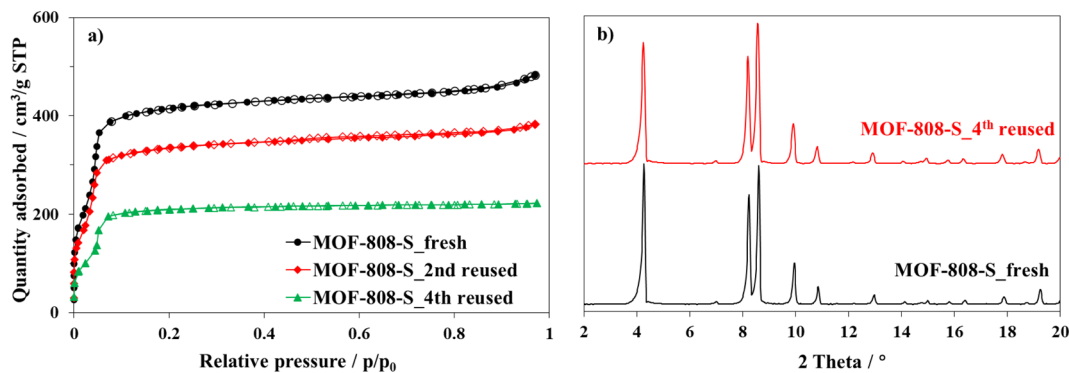 a)
600
400
200
0
Quantity adsorbed / cm³/g STP
MOF-808-S_fresh
MOF-808-S_2nd reused
MOF-808-S_4th reused
0 0.2 0.4 0.6 0.8 1
Relative pressure / p/p₀
b)
MOF-808-S_4ᵗʰ reused
MOF-808-S_fresh
2 4 6 8 10 12 14 16 18 20
2 Theta / °